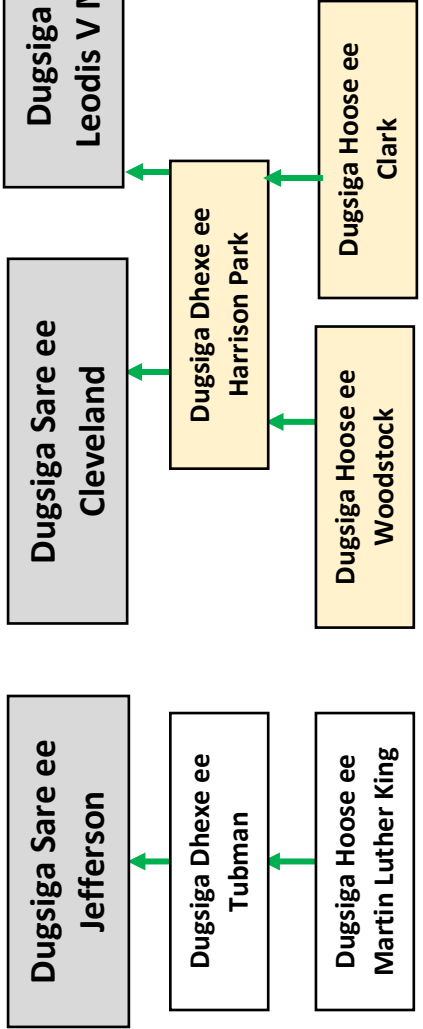 Dugsiga Sare ee
Jefferson
Dugsiga Sare ee
Cleveland
Dugsiga
Leodis V
Dugsiga Dhexe ee
Tubman
Dugsiga Dhexe ee
Harrison Park
Dugsiga Hoose ee
Martin Luther King
Dugsiga Hoose ee
Woodstock
Dugsiga Hoose ee
Clark